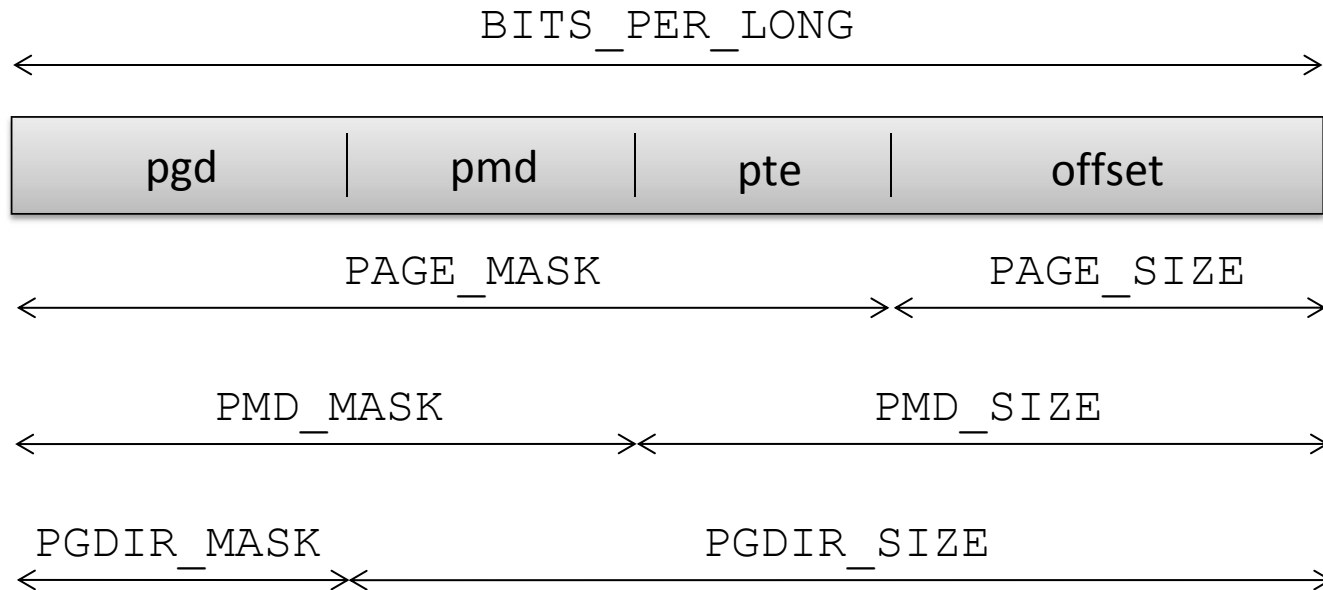 BITS_PER_LONG
pgd pmd pte offset
PAGE_MASK PAGE_SIZE
PMD_MASK PMD_SIZE
PGDIR_MASK PGDIR_SIZE